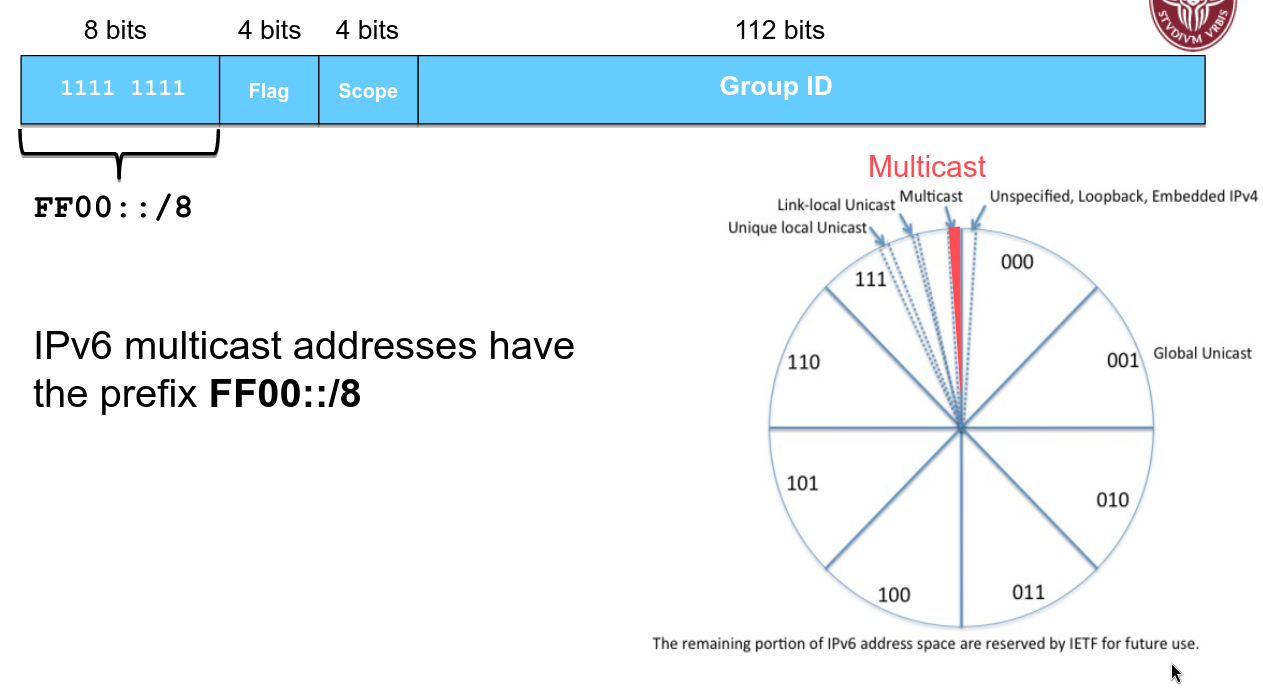 8 bits 4 bits 4 bits 112 bits
1111 1111 Flag Scope Group ID
FF00::/8
Multicast
Link-local Unicast Multicast Unspecified, Loopback, Embedded IPv4
Unique local Unicast
111 000
110 001 Global Unicast
101 010
100 011
IPv6 multicast addresses have
the prefix FF00::/8
The remaining portion of IPv6 address space are reserved by IETF for future use.
STVDIVM VRBIS